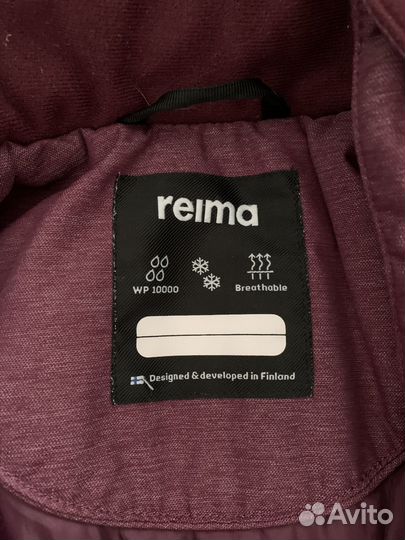 reima
WP 10000
Breathable
Designed & developed in Finland
Avito